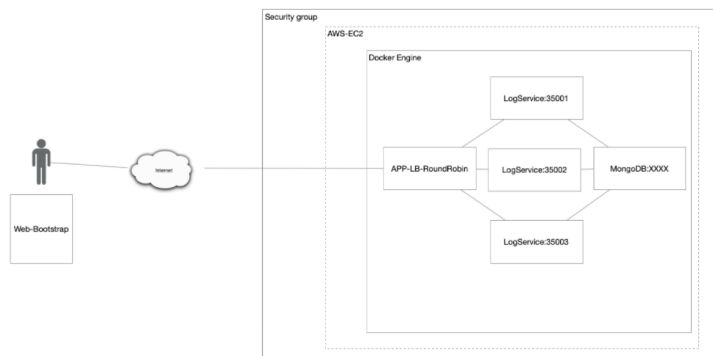 Security group
AWS-EC2
Docker Engine
LogService:35001
Internet
APP-LB-RoundRobin
LogService:35002
MongoDB:XXXX
Web-Bootstrap
LogService:35003